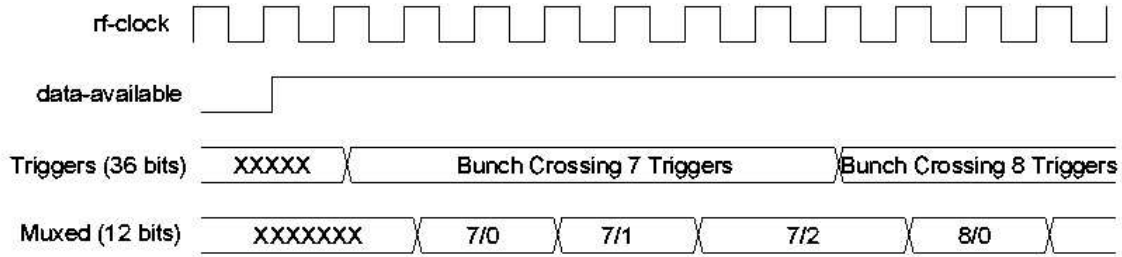 rf-clock
data-available
Triggers (36 bits) XXXXX Bunch Crossing 7 Triggers Bunch Crossing 8 Triggers
Muxed (12 bits) XXXXXXX 7/0 7/1 7/2 8/0